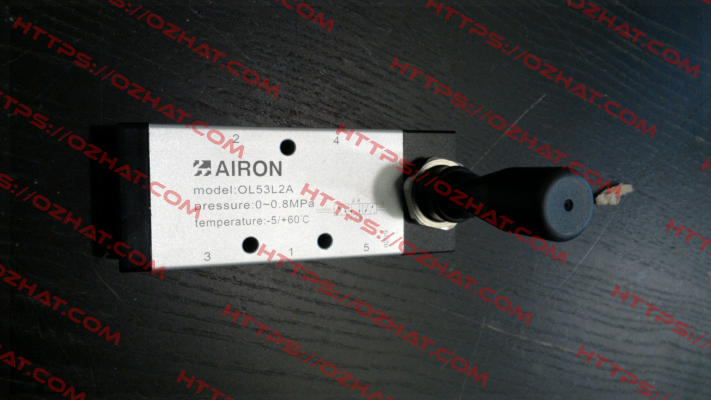 2 4
AIRON
model:OL53L2A
pressure:0~0.8MPa
temperature:-5/+60℃
3 1 5
HTTPS://OZHAT.COM